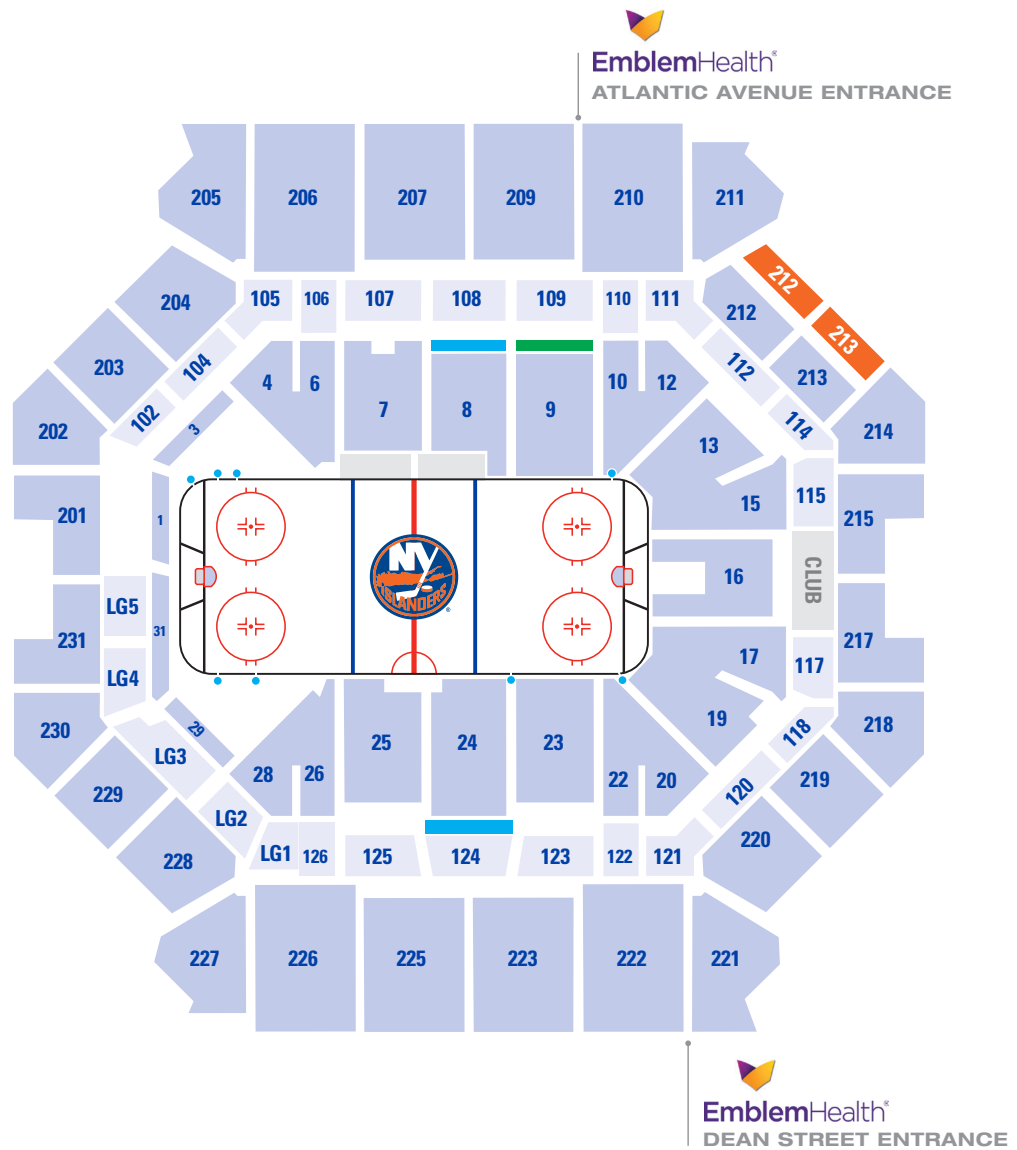 EmblemHealth®
ATLANTIC AVENUE ENTRANCE
205 206 207 209 210 211
212
213
204 105 106 107 108 109 110 111 212
203 104 4 6 7 8 9 10 12 112 213
202 102 3 13 114 214
201 1 15 115 215
NY
ISLANDERS
®
16 CLUB
LG5 31 231 17 117 217
LG4
230 29 LG3 25 24 23 19 118 218
229 28 26 22 20 120 219
LG2
228 LG1 126 125 124 123 122 121 220
227 226 225 223 222 221
EmblemHealth®
DEAN STREET ENTRANCE